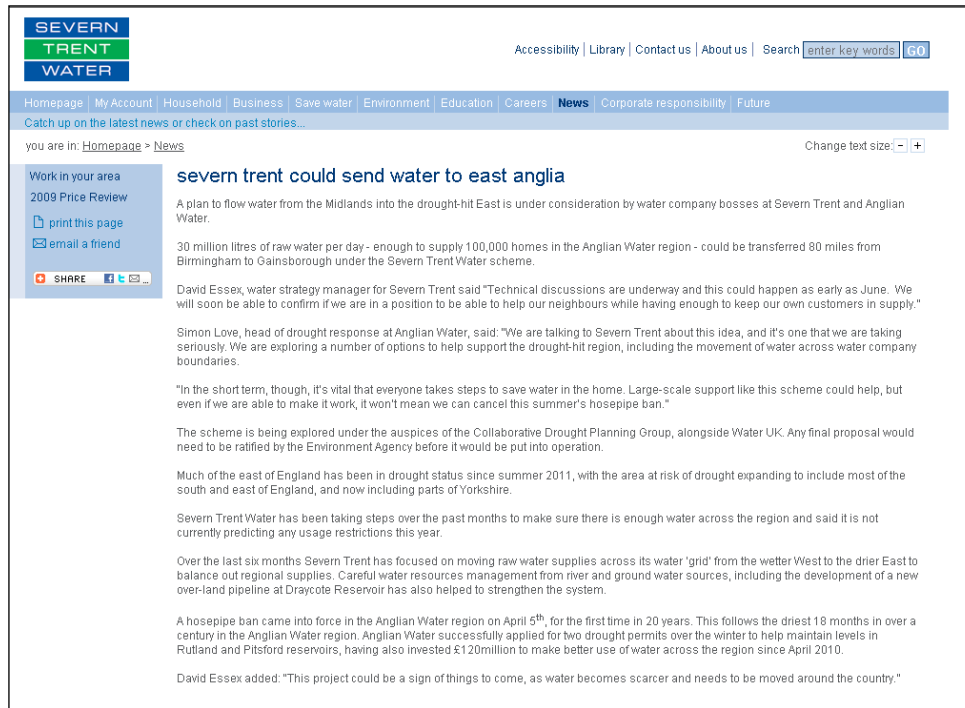 SEVERN
TRENT
WATER
Accessibility | Library | Contact us | About us | Search enter key words GO
Homepage | My Account | Household | Business | Save water | Environment | Education | Careers | News | Corporate responsibility | Future
Catch up on the latest news or check on past stories...
you are in: Homepage > News
Change text size: - +
Work in your area
2009 Price Review
print this page
email a friend
SHARE ...
severn trent could send water to east anglia
A plan to flow water from the Midlands into the drought-hit East is under consideration by water company bosses at Severn Trent and Anglian
Water.
30 million litres of raw water per day - enough to supply 100,000 homes in the Anglian Water region - could be transferred 80 miles from
Birmingham to Gainsborough under the Severn Trent Water scheme.
David Essex, water strategy manager for Severn Trent said "Technical discussions are underway and this could happen as early as June. We
will soon be able to confirm if we are in a position to be able to help our neighbours while having enough to keep our own customers in supply."
Simon Love, head of drought response at Anglian Water, said: "We are talking to Severn Trent about this idea, and it's one that we are taking
seriously. We are exploring a number of options to help support the drought-hit region, including the movement of water across water company
boundaries.
"In the short term, though, it's vital that everyone takes steps to save water in the home. Large-scale support like this scheme could help, but
even if we are able to make it work, it won't mean we can cancel this summer's hosepipe ban."
The scheme is being explored under the auspices of the Collaborative Drought Planning Group, alongside Water UK. Any final proposal would
need to be ratified by the Environment Agency before it would be put into operation.
Much of the east of England has been in drought status since summer 2011, with the area at risk of drought expanding to include most of the
south and east of England, and now including parts of Yorkshire.
Severn Trent Water has been taking steps over the past months to make sure there is enough water across the region and said it is not
currently predicting any usage restrictions this year.
Over the last six months Severn Trent has focused on moving raw water supplies across its water 'grid' from the wetter West to the drier East to
balance out regional supplies. Careful water resources management from river and ground water sources, including the development of a new
over-land pipeline at Draycote Reservoir has also helped to strengthen the system.
A hosepipe ban came into force in the Anglian Water region on April 5th, for the first time in 20 years. This follows the driest 18 months in over a
century in the Anglian Water region. Anglian Water successfully applied for two drought permits over the winter to help maintain levels in
Rutland and Pitsford reservoirs, having also invested £120million to make better use of water across the region since April 2010.
David Essex added: "This project could be a sign of things to come, as water becomes scarcer and needs to be moved around the country."